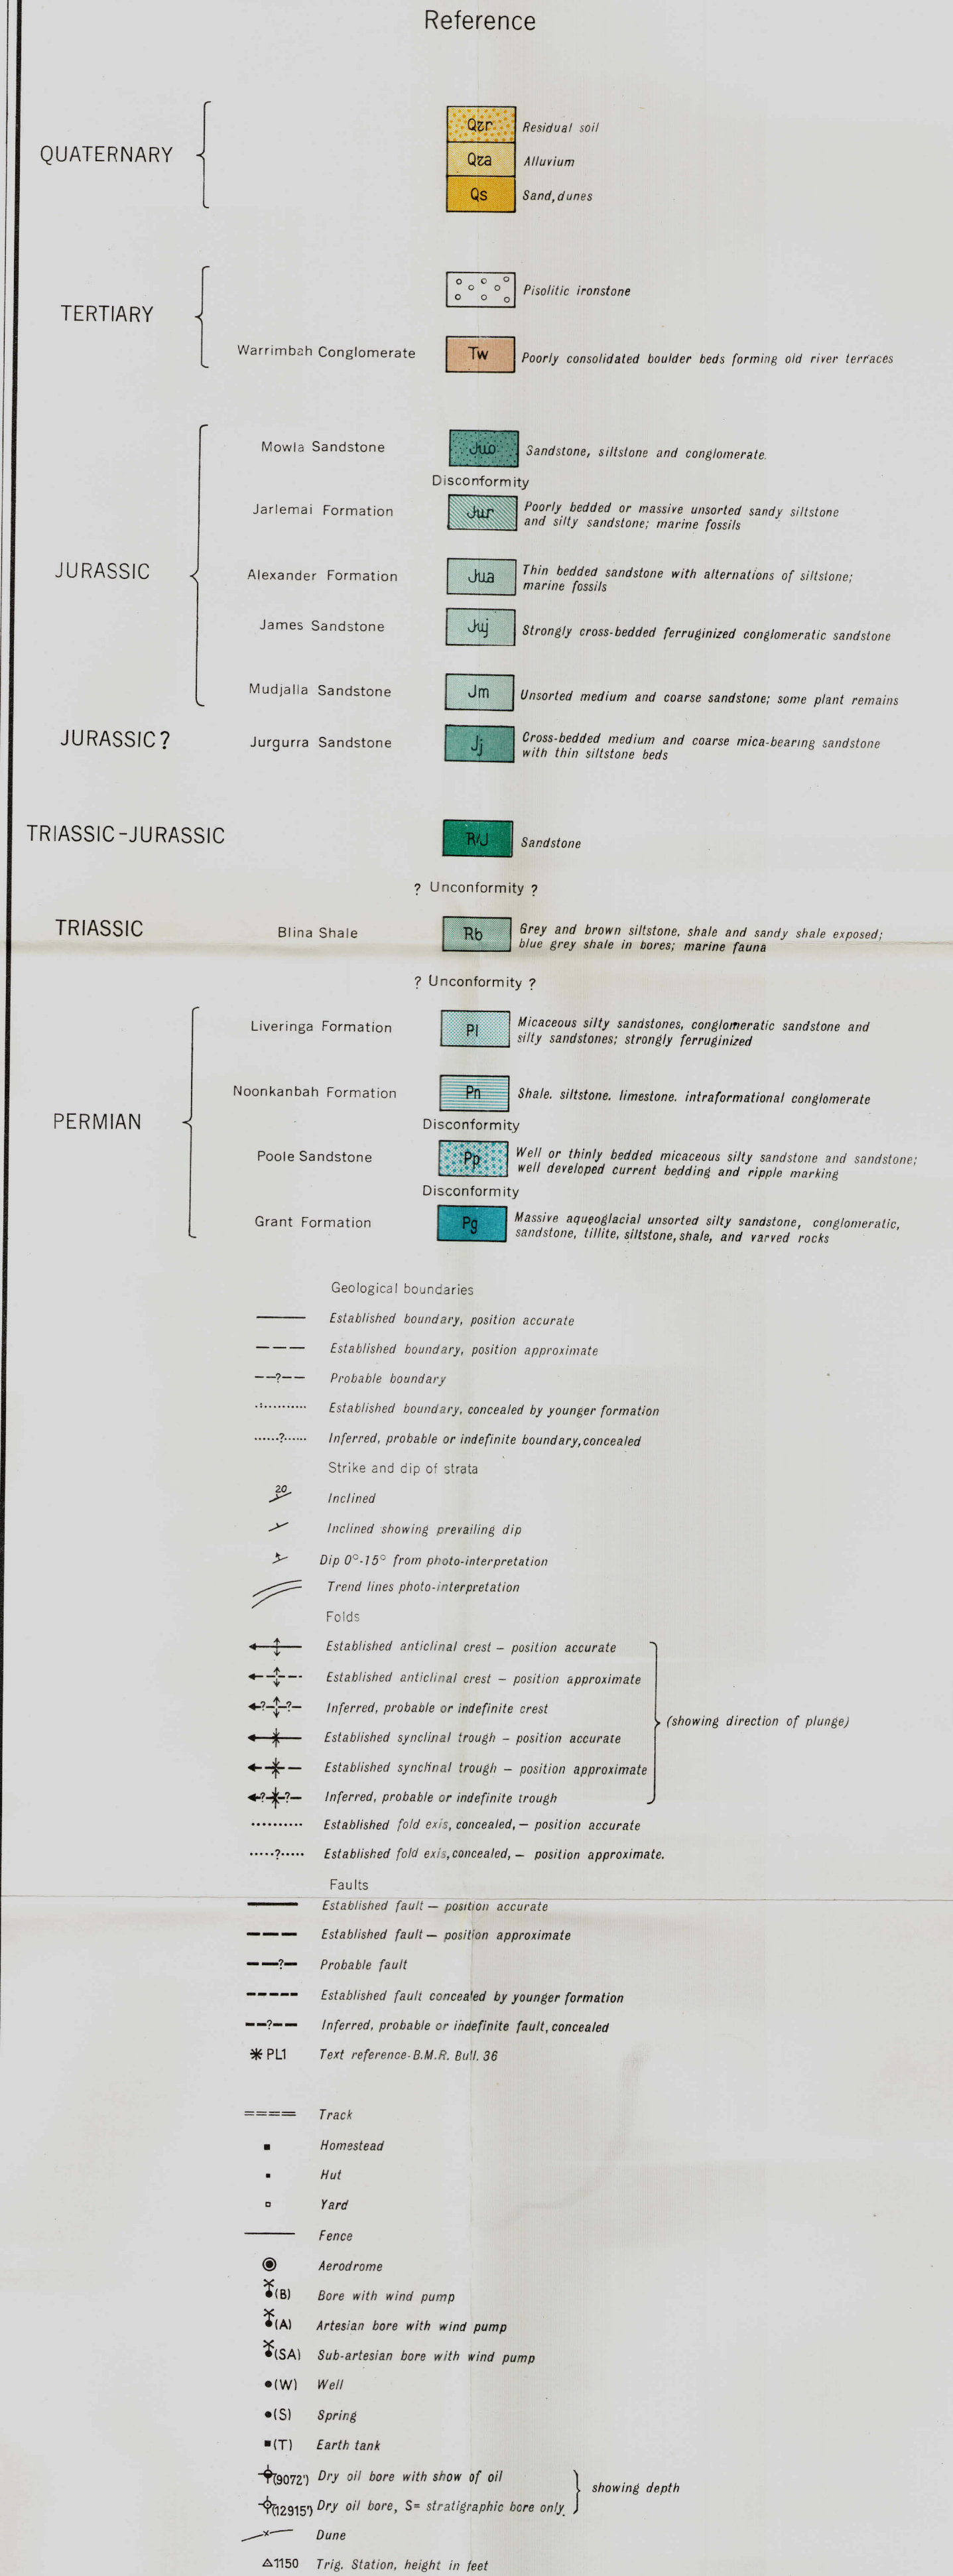 Reference
QUATERNARY
Qzr Residual soil
Qza Alluvium
Qs Sand, dunes
TERTIARY
Pisolitic ironstone
Warrimbah Conglomerate Tw Poorly consolidated boulder beds forming old river terraces
JURASSIC
Mowla Sandstone Juo Sandstone, siltstone and conglomerate.
Disconformity
Jarlemai Formation Jur Poorly bedded or massive unsorted sandy siltstone
and silty sandstone; marine fossils
Alexander Formation Jua Thin bedded sandstone with alternations of siltstone;
marine fossils
James Sandstone Juj Strongly cross-bedded ferruginized conglomeratic sandstone
Mudjalla Sandstone Jm Unsorted medium and coarse sandstone; some plant remains
JURASSIC? Jurgurra Sandstone Jj Cross-bedded medium and coarse mica-bearing sandstone
with thin siltstone beds
TRIASSIC-JURASSIC R/J Sandstone
? Unconformity ?
TRIASSIC Blina Shale Rb Grey and brown siltstone, shale and sandy shale exposed;
blue grey shale in bores; marine fauna
? Unconformity ?
PERMIAN
Liveringa Formation Pl Micaceous silty sandstones, conglomeratic sandstone and
silty sandstones; strongly ferruginized
Noonkanbah Formation Pn Shale. siltstone. limestone. intraformational conglomerate
Disconformity
Poole Sandstone Pp Well or thinly bedded micaceous silty sandstone and sandstone;
well developed current bedding and ripple marking
Disconformity
Grant Formation Pg Massive aqueoglacial unsorted silty sandstone, conglomeratic,
sandstone, tillite, siltstone, shale, and varved rocks
Geological boundaries
Established boundary, position accurate
Established boundary, position approximate
? Probable boundary
Established boundary, concealed by younger formation
? Inferred, probable or indefinite boundary, concealed
Strike and dip of strata
20 Inclined
Inclined showing prevailing dip
Dip 0°-15° from photo-interpretation
Trend lines photo-interpretation
Folds
Established anticlinal crest – position accurate
Established anticlinal crest – position approximate
? ? Inferred, probable or indefinite crest
(showing direction of plunge)
Established synclinal trough – position accurate
Established synclinal trough – position approximate
? ? Inferred, probable or indefinite trough
Established fold exis, concealed, – position accurate
? Established fold exis, concealed, – position approximate.
Faults
Established fault – position accurate
Established fault – position approximate
? Probable fault
Established fault concealed by younger formation
? Inferred, probable or indefinite fault, concealed
PL1 Text reference-B.M.R. Bull. 36
Track
Homestead
Hut
Yard
Fence
Aerodrome
(B) Bore with wind pump
(A) Artesian bore with wind pump
(SA) Sub-artesian bore with wind pump
(W) Well
(S) Spring
(T) Earth tank
(9072') Dry oil bore with show of oil
showing depth
(12915') Dry oil bore, S= stratigraphic bore only.
Dune
1150 Trig. Station, height in feet